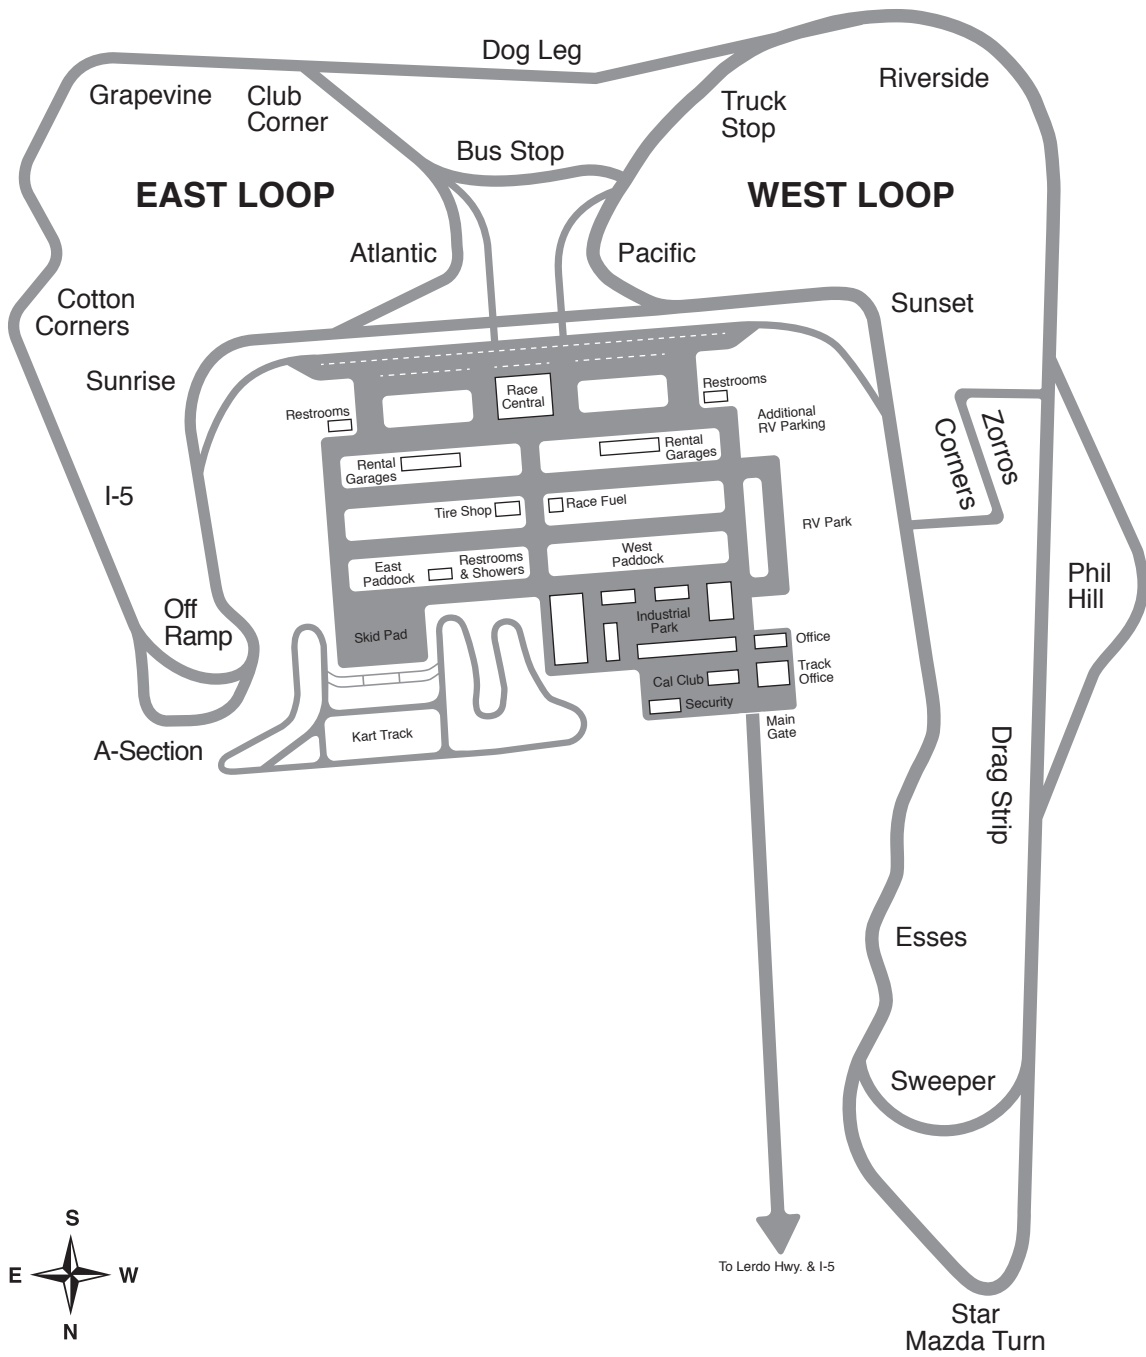 Dog Leg
Riverside
Grapevine
Club
Corner
Truck
Stop
Bus Stop
EAST LOOP
WEST LOOP
Atlantic
Pacific
Cotton
Corners
Sunset
Sunrise
Race
Central
Restrooms
Restrooms
Additional
RV Parking
Zorros
Corners
Rental
Garages
Rental
Garages
I-5
Tire Shop
Race Fuel
RV Park
East
Paddock
Restrooms
& Showers
West
Paddock
Phil
Hill
Off
Ramp
Skid Pad
Industrial
Park
Office
Track
Office
Cal Club
Security
Main
Gate
Kart Track
A-Section
Drag Strip
Esses
Sweeper
S
E
W
N
To Lerdo Hwy. & I-5
Star
Mazda Turn